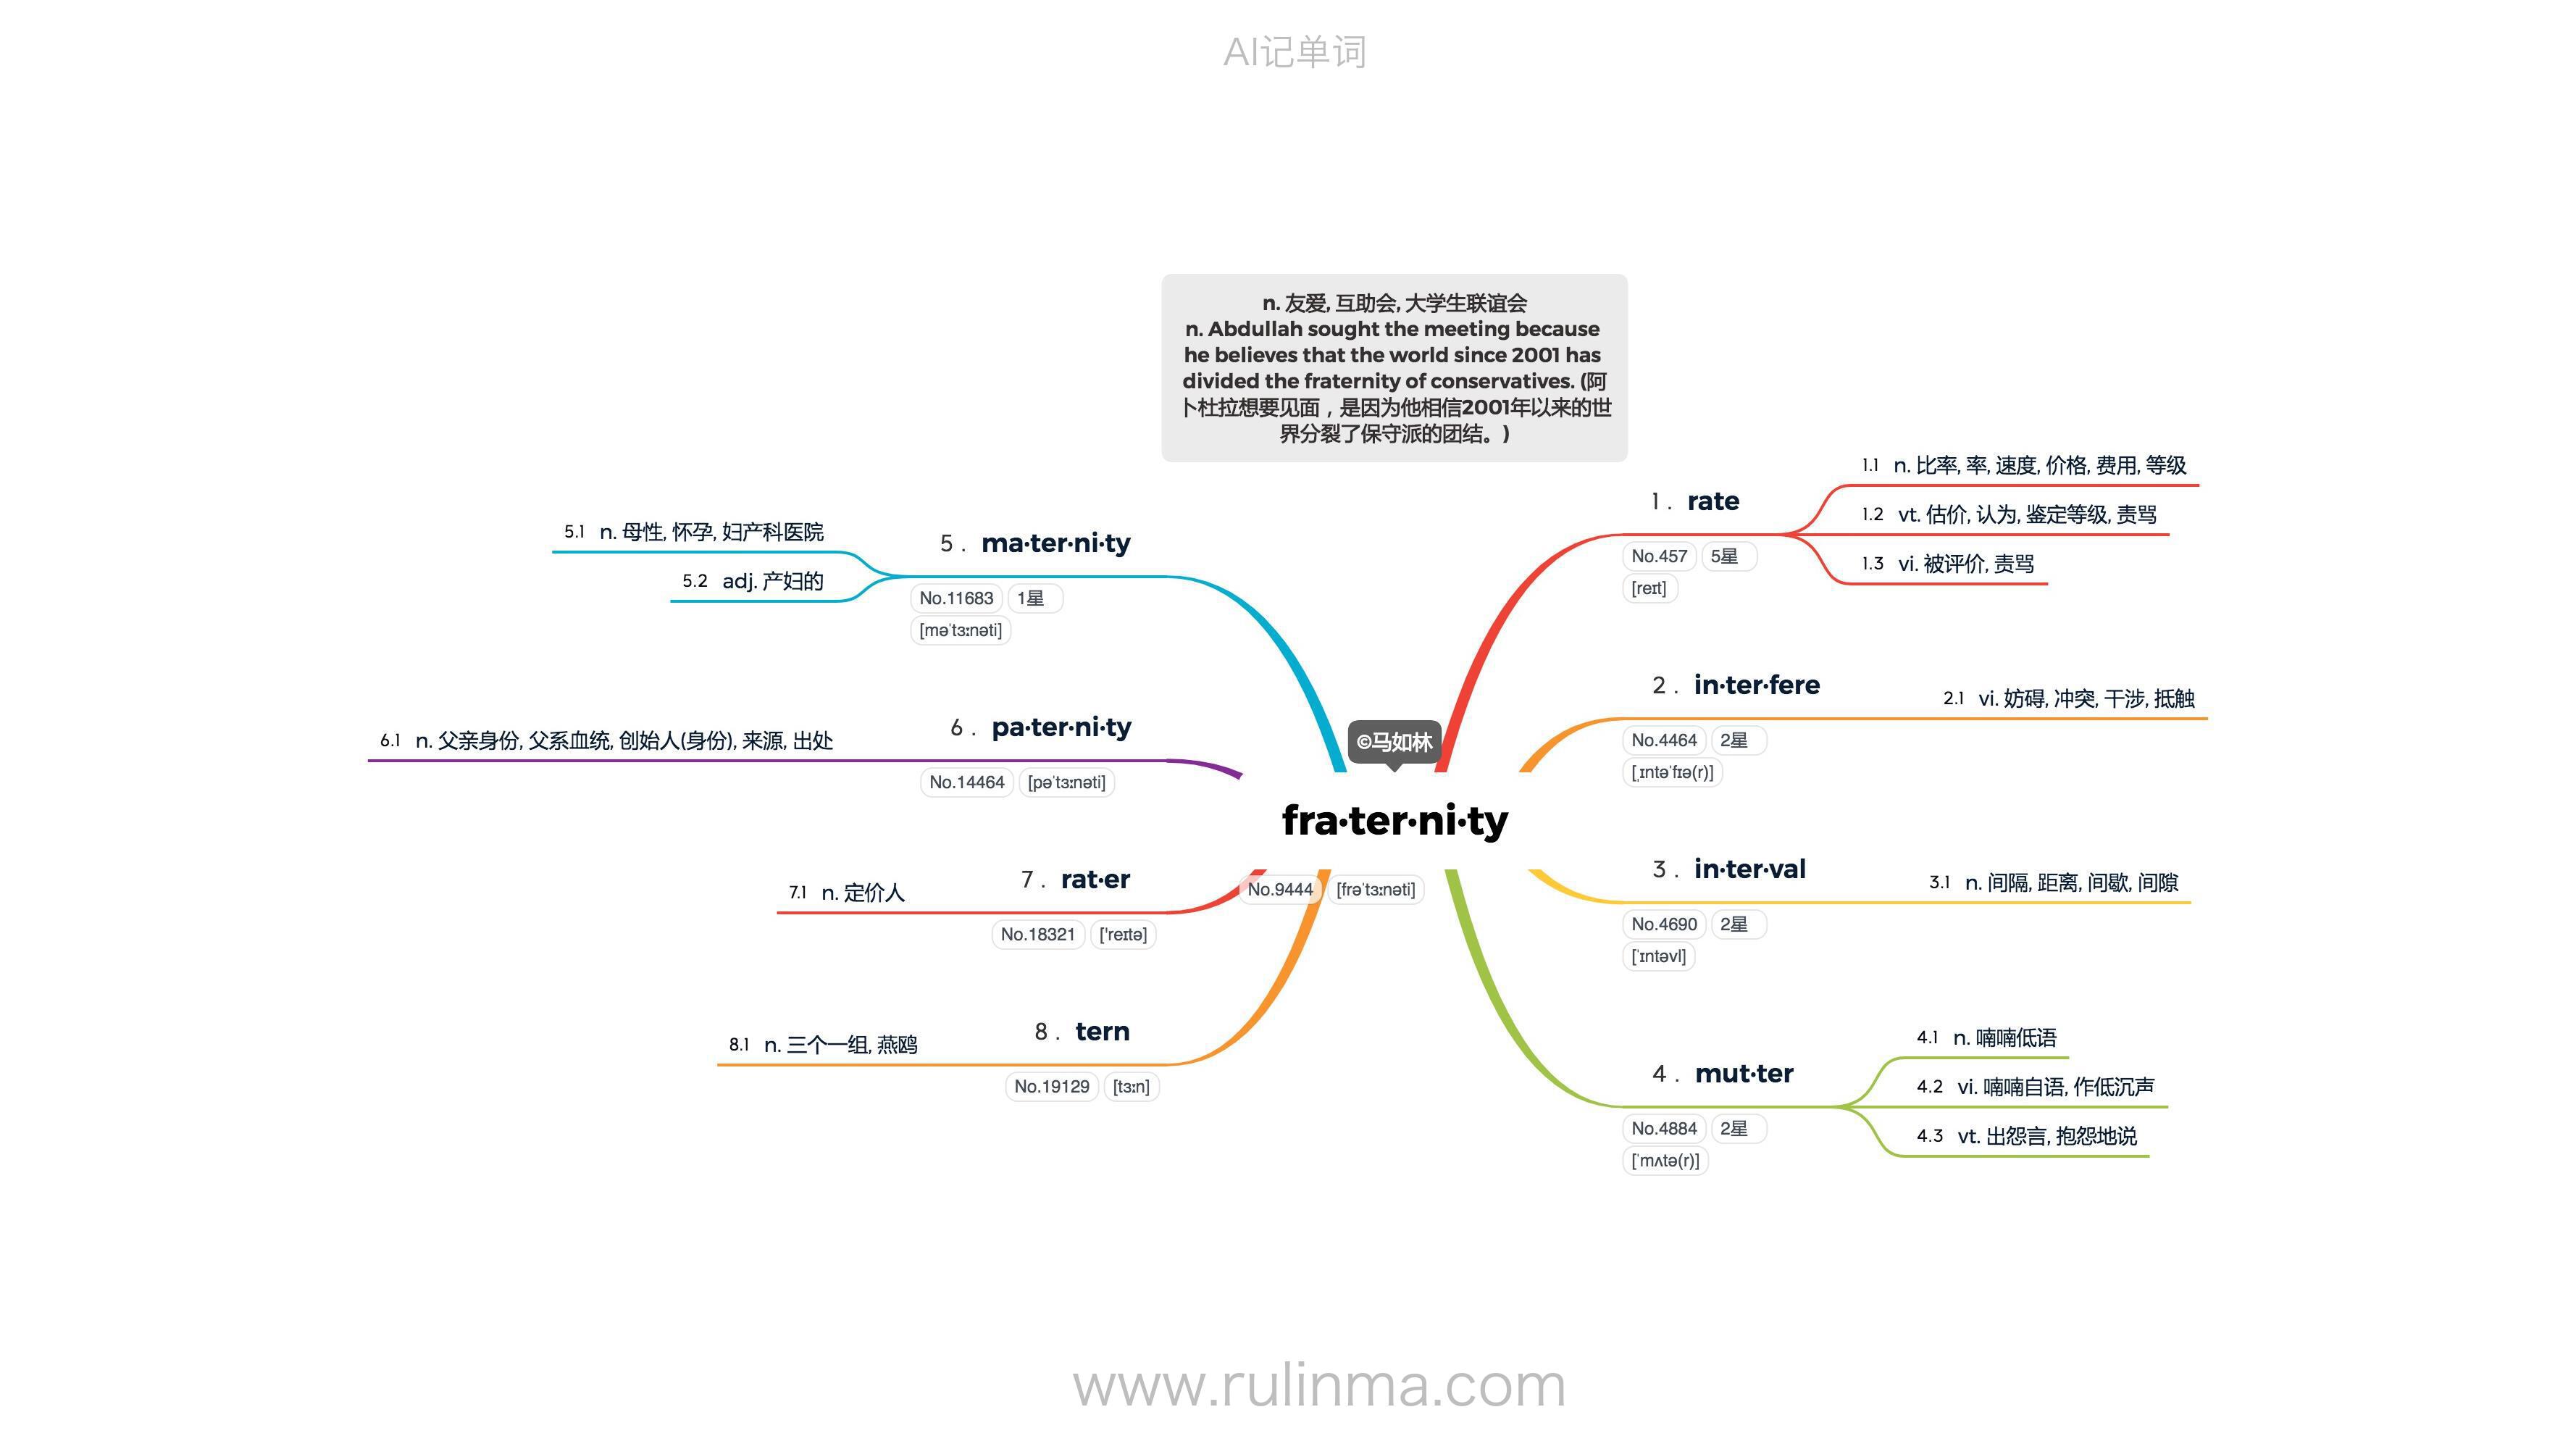 AI记单词
n. 友爱, 互助会, 大学生联谊会
n. Abdullah sought the meeting because
he believes that the world since 2001 has
divided the fraternity of conservatives. (阿
卜杜拉想要见面，是因为他相信2001年以来的世
界分裂了保守派的团结。)
©马如林
fra·ter·ni·ty
No.9444 [frəˈtɜːnəti]
1. rate
No.457 5星
[reɪt]
1.1 n. 比率, 率, 速度, 价格, 费用, 等级
1.2 vt. 估价, 认为, 鉴定等级, 责骂
1.3 vi. 被评价, 责骂
2. in·ter·fere
No.4464 2星
[ˌɪntəˈfɪə(r)]
2.1 vi. 妨碍, 冲突, 干涉, 抵触
3. in·ter·val
No.4690 2星
[ˈɪntəvl]
3.1 n. 间隔, 距离, 间歇, 间隙
4. mut·ter
No.4884 2星
[ˈmʌtə(r)]
4.1 n. 喃喃低语
4.2 vi. 喃喃自语, 作低沉声
4.3 vt. 出怨言, 抱怨地说
5. ma·ter·ni·ty
No.11683 1星
[məˈtɜːnəti]
5.1 n. 母性, 怀孕, 妇产科医院
5.2 adj. 产妇的
6. pa·ter·ni·ty
No.14464 [pəˈtɜːnəti]
6.1 n. 父亲身份, 父系血统, 创始人(身份), 来源, 出处
7. rat·er
No.18321 ['reɪtə]
7.1 n. 定价人
8. tern
No.19129 [tɜːn]
8.1 n. 三个一组, 燕鸥
www.rulinma.com